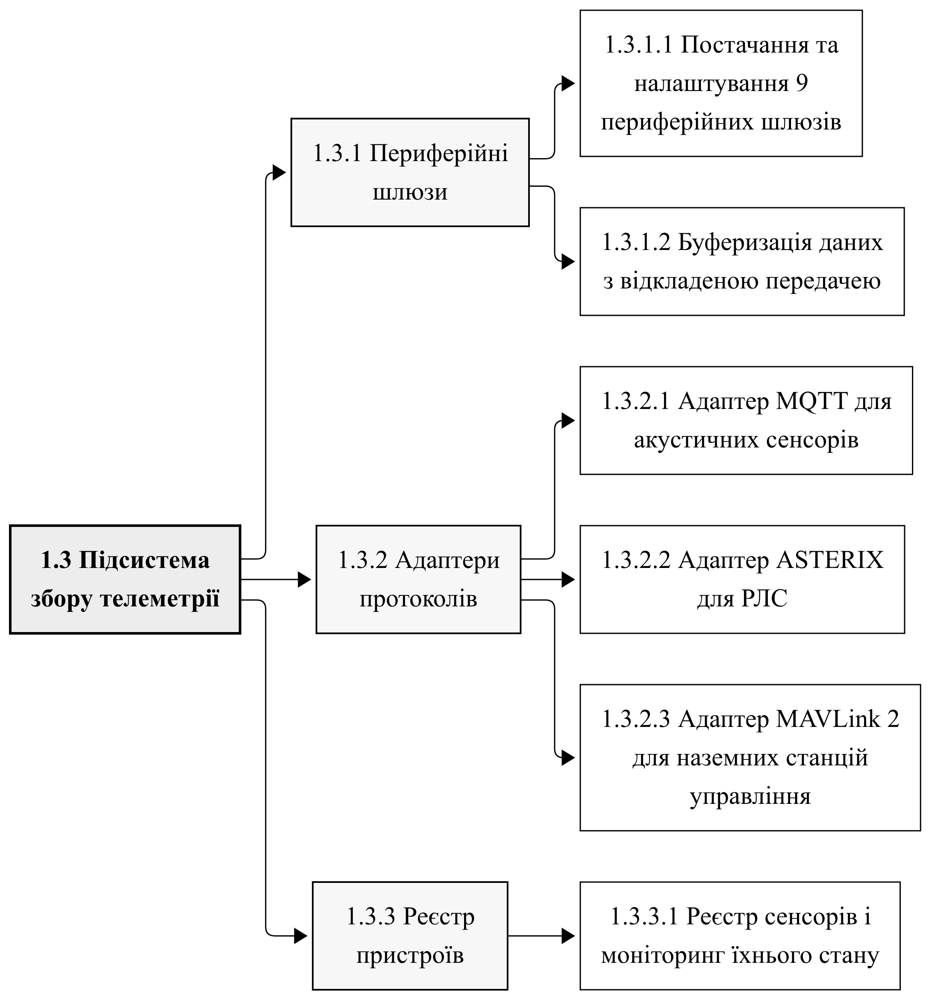 1.3 Підсистема
збору телеметрії
1.3.1 Периферійні
шлюзи
1.3.1.1 Постачання та
налаштування 9
периферійних шлюзів
1.3.1.2 Буферизація даних
з відкладеною передачею
1.3.2 Адаптери
протоколів
1.3.2.1 Адаптер MQTT для
акустичних сенсорів
1.3.2.2 Адаптер ASTERIX
для РЛС
1.3.2.3 Адаптер MAVLink 2
для наземних станцій
управління
1.3.3 Реєстр
пристроїв
1.3.3.1 Реєстр сенсорів і
моніторинг їхнього стану